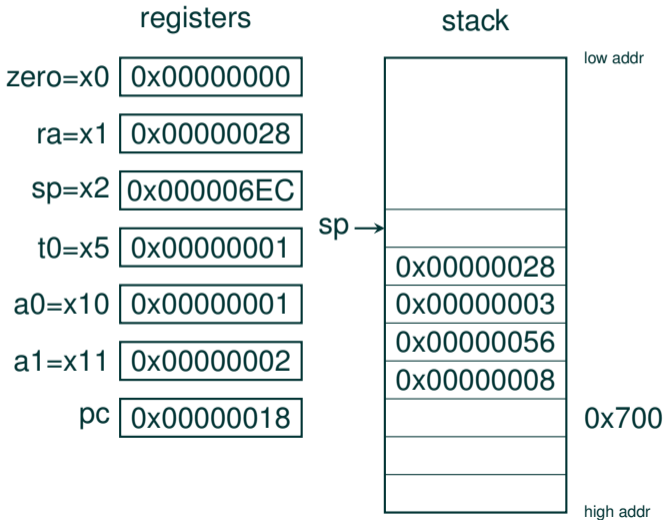 registers
zero=x0 0x00000000
ra=x1 0x00000028
sp=x2 0x000006EC
t0=x5 0x00000001
a0=x10 0x00000001
a1=x11 0x00000002
pc 0x00000018
stack
low addr
sp
0x00000028
0x00000003
0x00000056
0x00000008
0x700
high addr